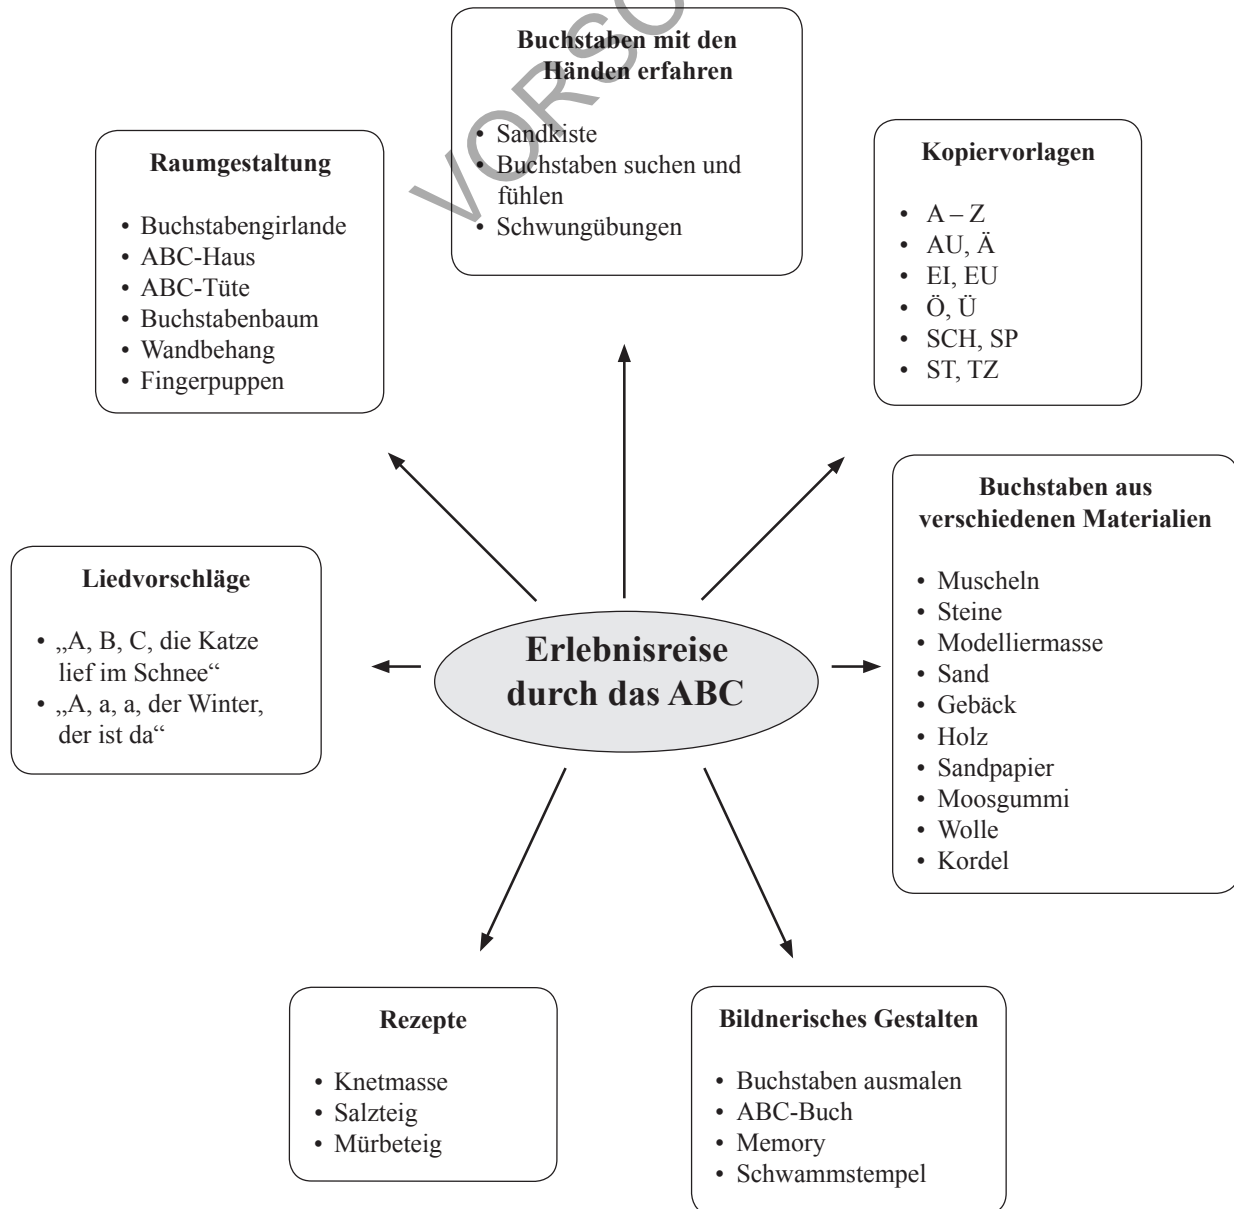 VORSC
Buchstaben mit den
Händen erfahren
• Sandkiste
• Buchstaben suchen und
fühlen
• Schwungübungen
Raumgestaltung
• Buchstabengirlande
• ABC-Haus
• ABC-Tüte
• Buchstabenbaum
• Wandbehang
• Fingerpuppen
Kopiervorlagen
• A – Z
• AU, Ä
• EI, EU
• Ö, Ü
• SCH, SP
• ST, TZ
Buchstaben aus
verschiedenen Materialien
• Muscheln
• Steine
• Modelliermasse
• Sand
• Gebäck
• Holz
• Sandpapier
• Moosgummi
• Wolle
• Kordel
Liedvorschläge
• „A, B, C, die Katze
lief im Schnee“
• „A, a, a, der Winter,
der ist da“
Erlebnisreise
durch das ABC
Rezepte
• Knetmasse
• Salzteig
• Mürbeteig
Bildnerisches Gestalten
• Buchstaben ausmalen
• ABC-Buch
• Memory
• Schwammstempel